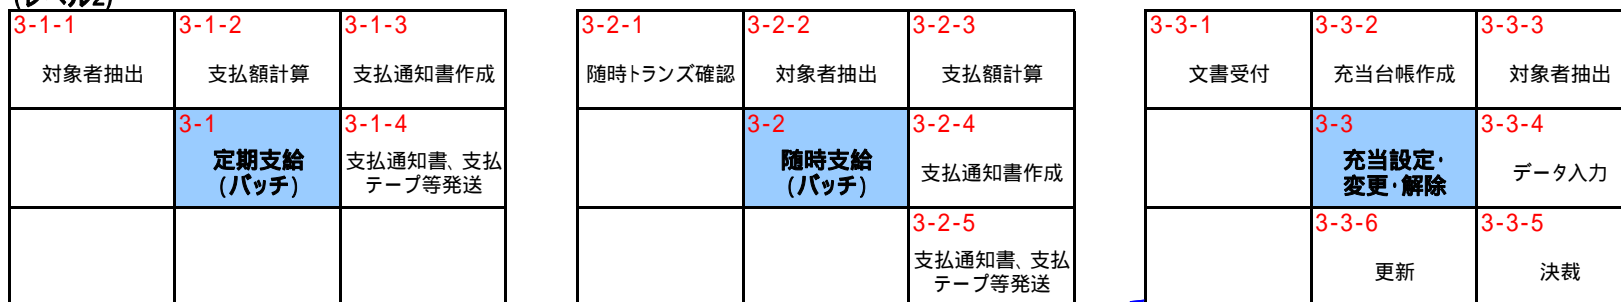 (レベル2)
3-1-1
対象者抽出
3-1-2
支払額計算
3-1-3
支払通知書作成
3-1
定期支給
(バッチ)
3-1-4
支払通知書、支払
テープ等発送
3-2-1
随時トランズ確認
3-2-2
対象者抽出
3-2-3
支払額計算
3-2
随時支給
(バッチ)
3-2-4
支払通知書作成
3-2-5
支払通知書、支払
テープ等発送
3-3-1
文書受付
3-3-2
充当台帳作成
3-3-3
対象者抽出
3-3
充当設定・
変更・解除
3-3-4
データ入力
3-3-6
更新
3-3-5
決裁